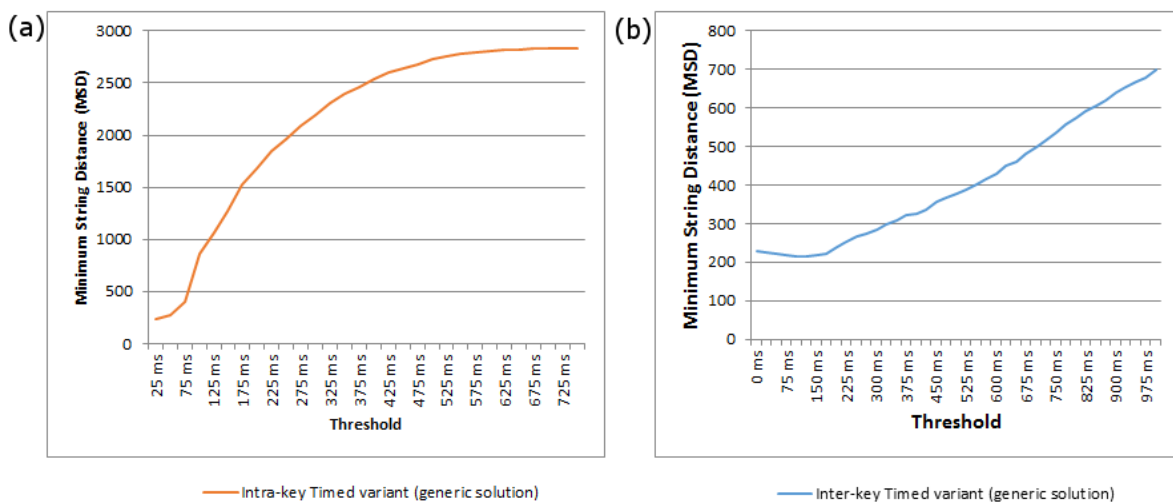 (a)
Minimum String Distance (MSD)
3000
2500
2000
1500
1000
500
0
25 ms
75 ms
125 ms
175 ms
225 ms
275 ms
325 ms
375 ms
425 ms
475 ms
525 ms
575 ms
625 ms
675 ms
725 ms
Threshold
Intra-key Timed variant (generic solution)
(b)
Minimum String Distance (MSD)
800
700
600
500
400
300
200
100
0
0 ms
75 ms
150 ms
225 ms
300 ms
375 ms
450 ms
525 ms
600 ms
675 ms
750 ms
825 ms
900 ms
975 ms
Threshold
Inter-key Timed variant (generic solution)